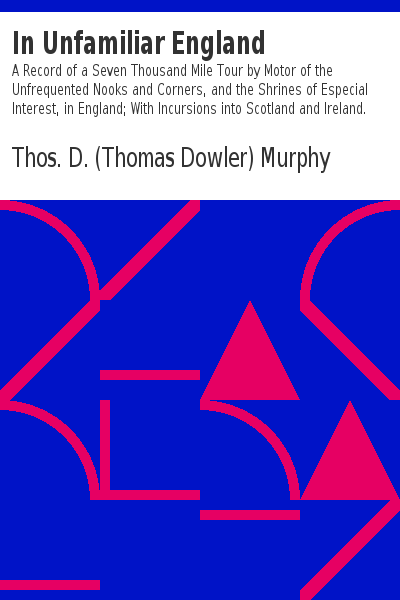 In Unfamiliar England
A Record of a Seven Thousand Mile Tour by Motor of the
Unfrequented Nooks and Corners, and the Shrines of Especial
Interest, in England; With Incursions into Scotland and Ireland.
Thos. D. (Thomas Dowler) Murphy